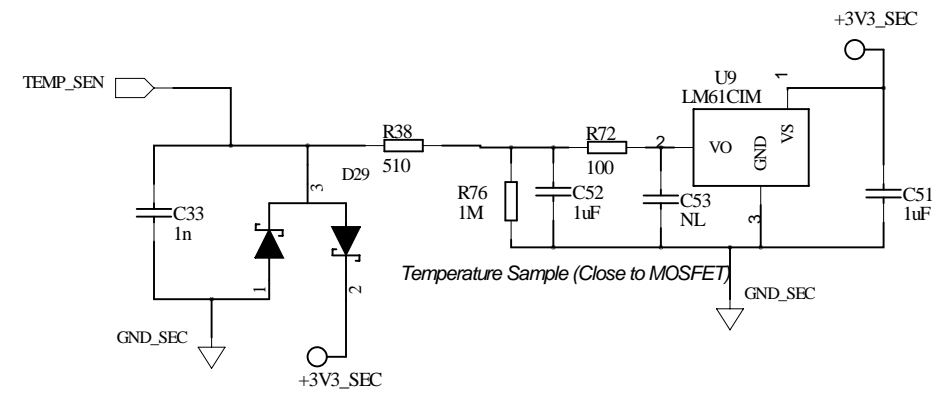 +3V3_SEC
TEMP_SEN
U9
LM61CIM
1
R38
510
R72
100
2
VO
GND
VS
D29
3
C33
1n
R76
1M
C52
1uF
C53
NL
3
C51
1uF
1
2
Temperature Sample (Close to MOSFET)
GND_SEC
GND_SEC
+3V3_SEC